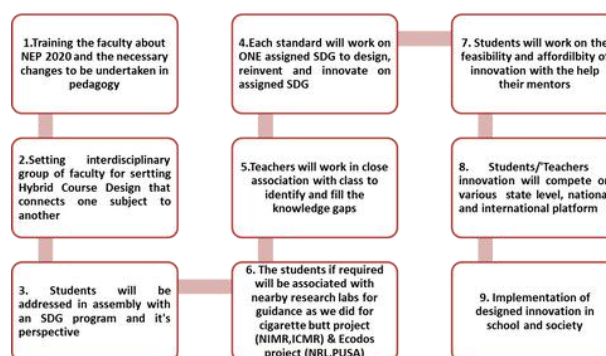 1.Training the faculty about
NEP 2020 and the necessary
changes to be undertaken in
pedagogy
2.Setting interdisciplinary
group of faculty for sertting
Hybrid Course Design that
connects one subject to
another
3. Students will be
addressed in assembly with
an SDG program and it's
perspective
4.Each standard will work on
ONE assigned SDG to design,
reinvent and innovate on
assigned SDG
5.Teachers will work in close
association with class to
identify and fill the
knowledge gaps
6. The students if required
will be associated with
nearby research labs for
guidance as we did for
cigarette butt project
(NIMR,ICMR) & Ecodos
project (NRL,PUSA)
7. Students will work on the
feasibility and affordilbity of
innovation with the help
their mentors
8. Students/'Teachers
innovation will compete on
various state level, national
and international platform
9. Implementation of
designed innovation in
school and society